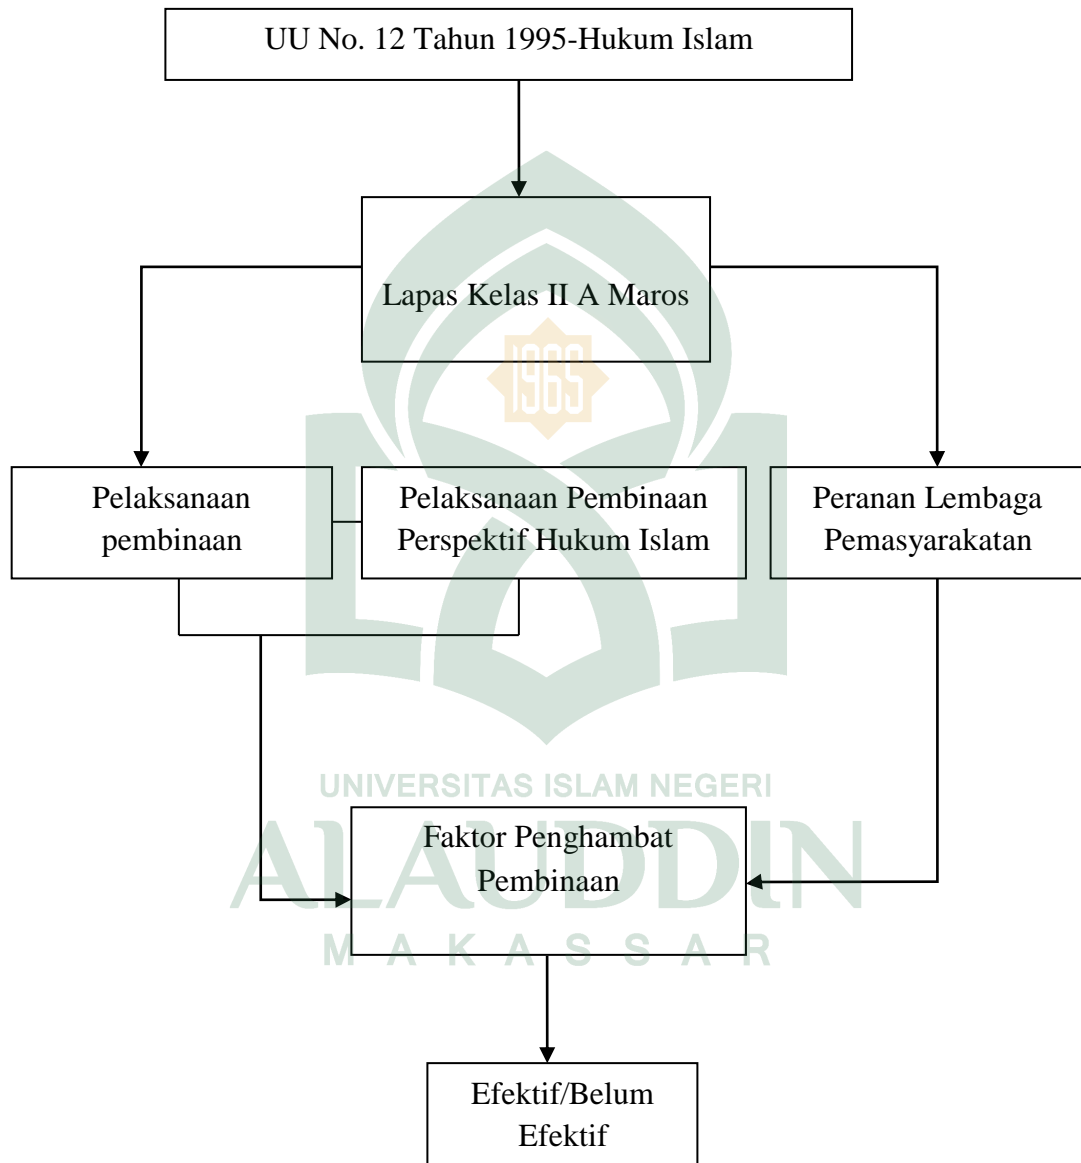 UU No. 12 Tahun 1995-Hukum Islam
Lapas Kelas II A Maros
1965
Pelaksanaan
pembinaan
Pelaksanaan Pembinaan
Perspektif Hukum Islam
Peranan Lembaga
Pemasyarakatan
UNIVERSITAS ISLAM NEGERI
ALAUDDIN
MAKASSAR
Faktor Penghambat
Pembinaan
Efektif/Belum
Efektif